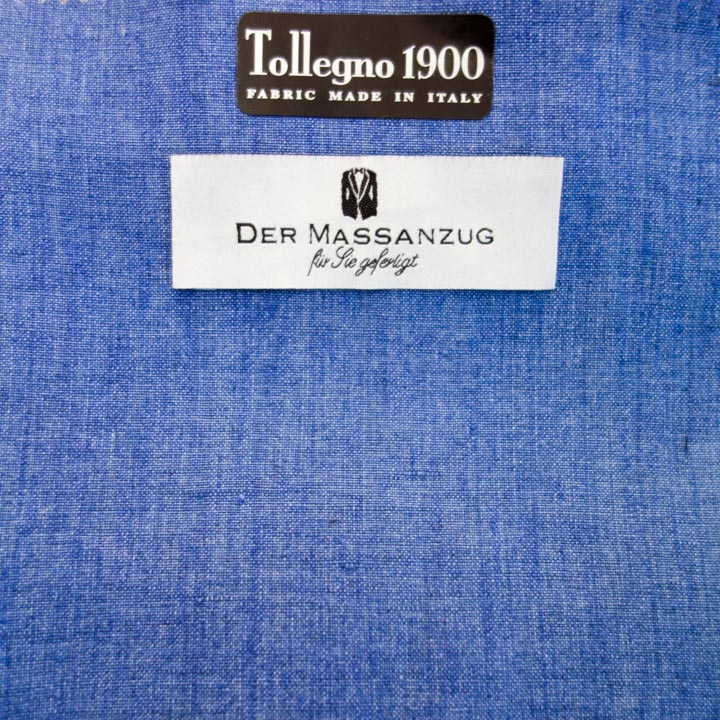 Tollegno 1900
FABRIC MADE IN ITALY
DER MASSANZUG
für Sie gefertigt